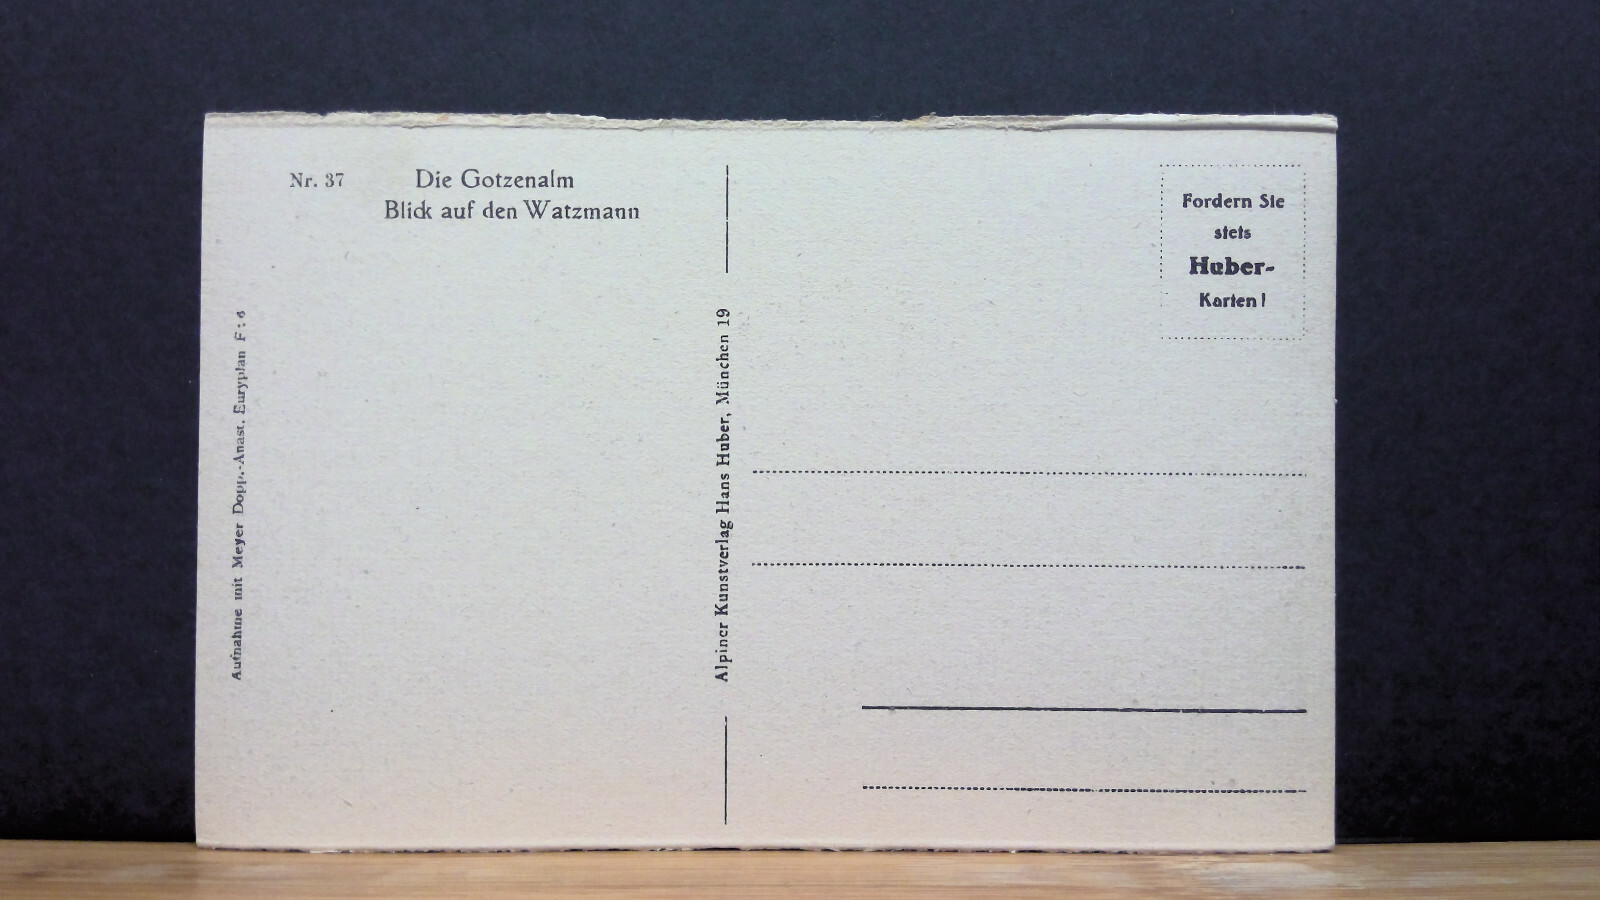 Nr. 37
Die Gotzenalm
Blick auf den Watzmann
Aufnahme mit Meyer Dopp.-Anast. Euryplan F : 6
Alpiner Kunstverlag Hans Huber, München 19
Fordern Sie
stets
Huber-
Karten!